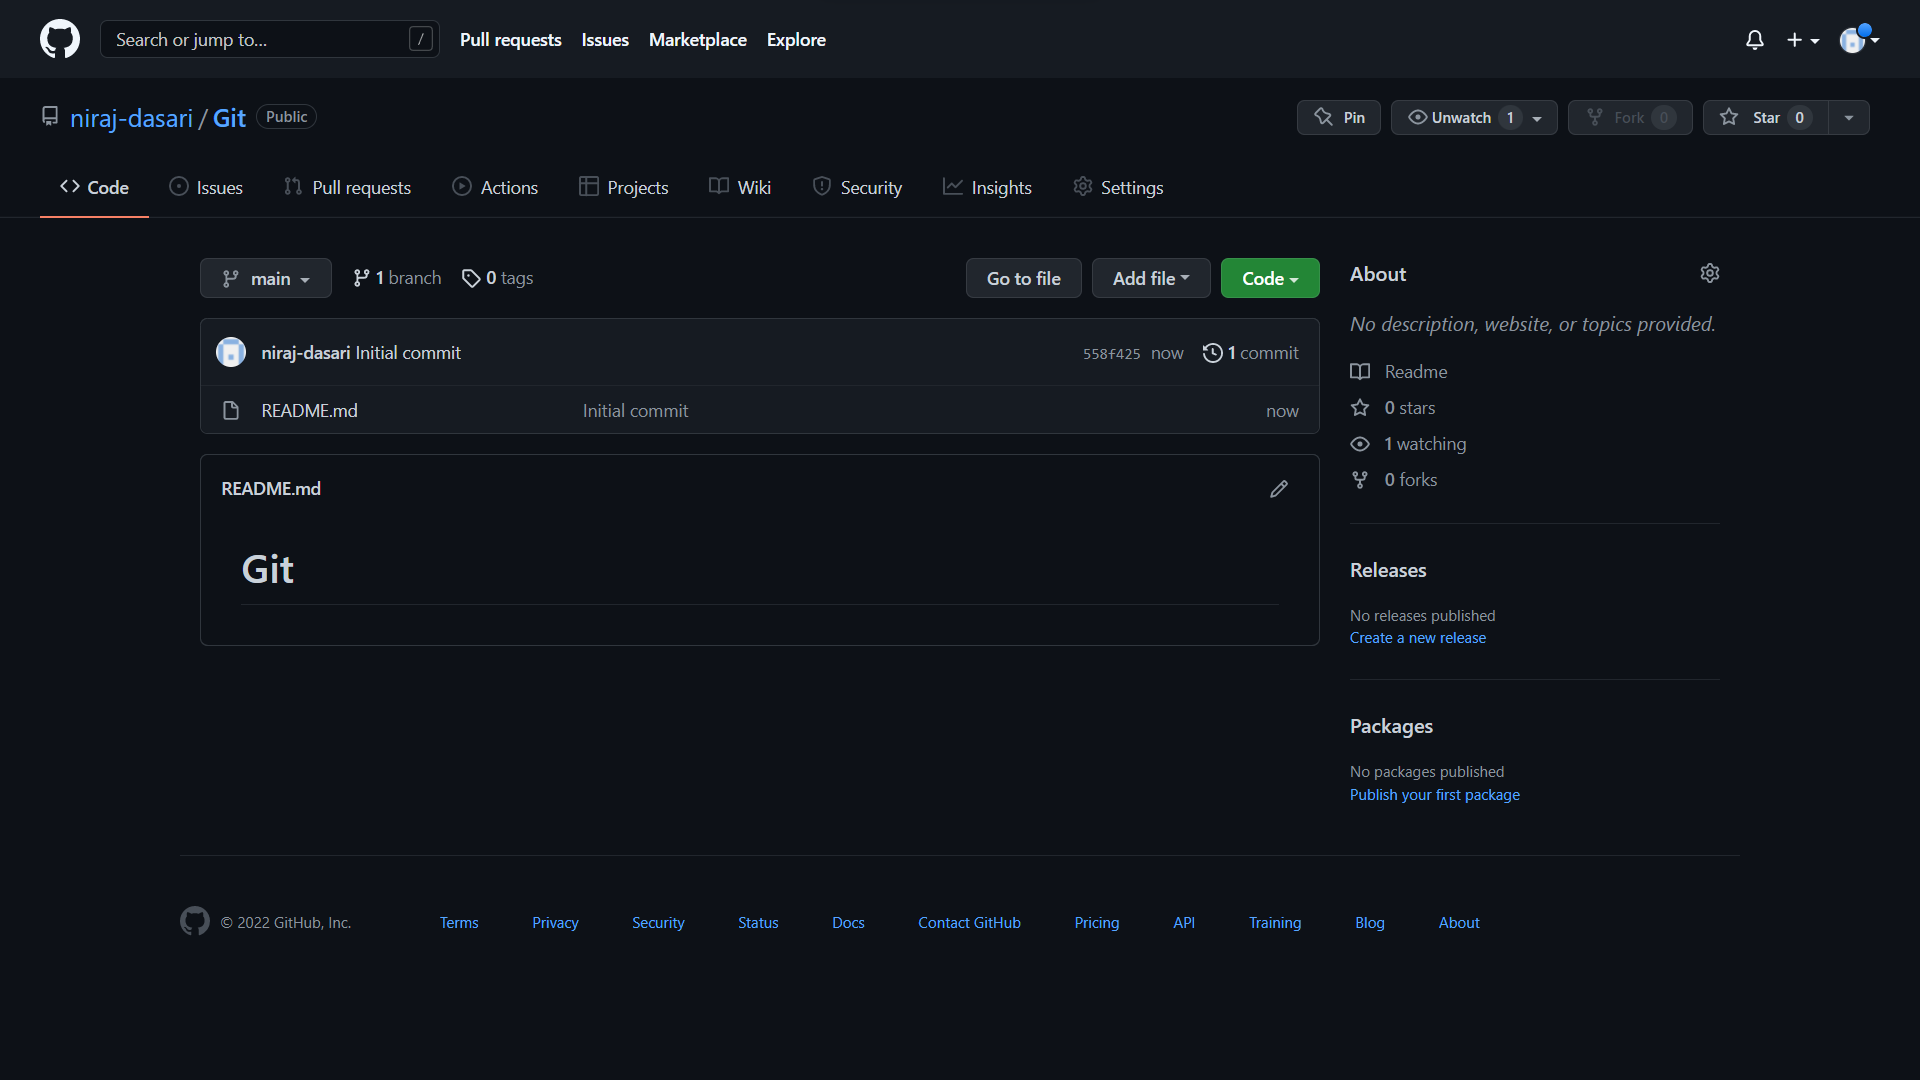 Search or jump to... /
Pull requests Issues Marketplace Explore
niraj-dasari / Git Public
Pin Unwatch 1 Fork 0 Star 0
Code Issues Pull requests Actions Projects Wiki Security Insights Settings
main 1 branch 0 tags Go to file Add file Code
niraj-dasari Initial commit 558f425 now 1 commit
README.md Initial commit now
README.md
Git
About
No description, website, or topics provided.
Readme
0 stars
1 watching
0 forks
Releases
No releases published
Create a new release
Packages
No packages published
Publish your first package
© 2022 GitHub, Inc. Terms Privacy Security Status Docs Contact GitHub Pricing API Training Blog About